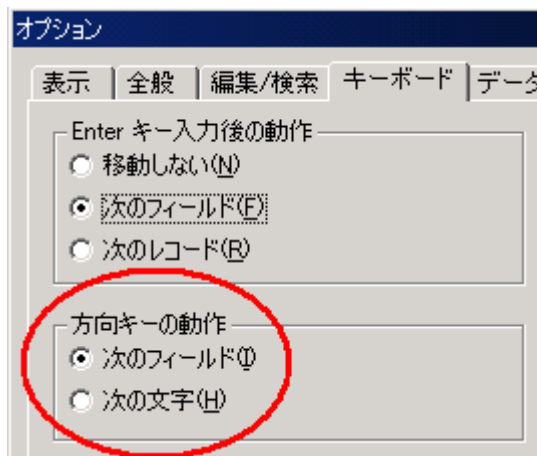 オプション
表示 全般 編集/検索 キーボード データ
Enter キー入力後の動作
移動しない(N)
次のフィールド(F)
次のレコード(R)
方向キーの動作
次のフィールド(I)
次の文字(H)